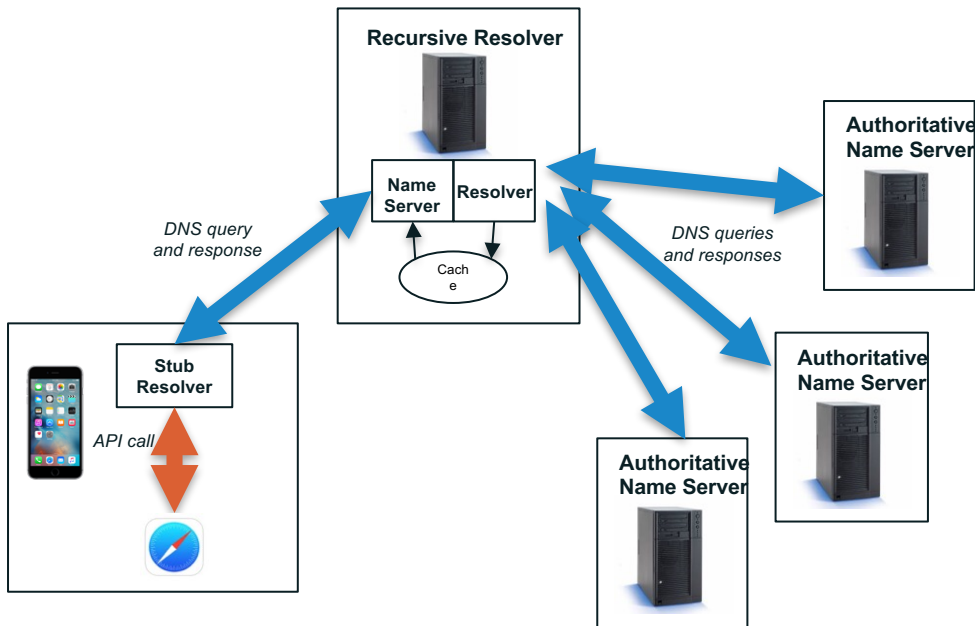 Recursive Resolver
Name
Server
Resolver
Cach
e
DNS query
and response
DNS queries
and responses
Authoritative
Name Server
Authoritative
Name Server
Authoritative
Name Server
Stub
Resolver
API call